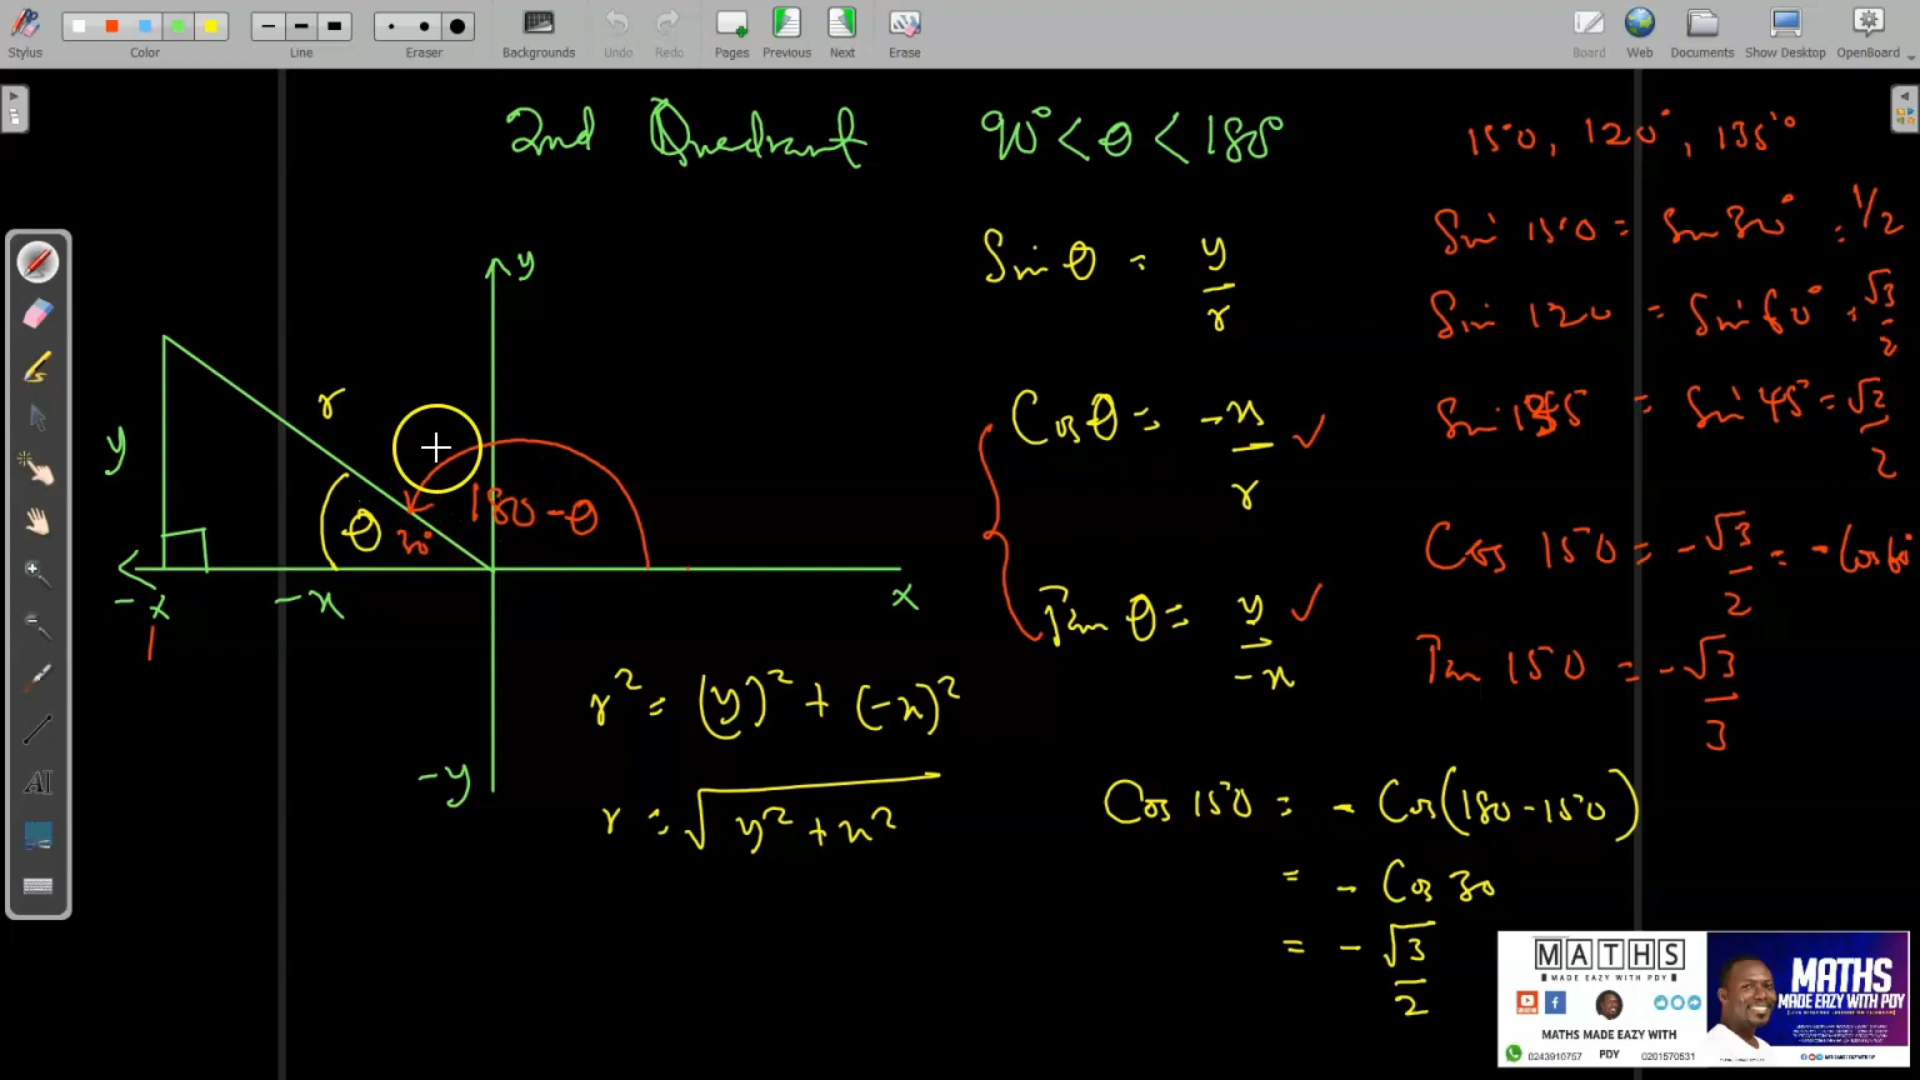 Stylus Color Line Eraser Backgrounds Undo Redo Pages Previous Next Erase Board Web Documents Show Desktop OpenBoard
2nd Quadrant 90° < θ < 180°
150, 120°, 135°
Sin 150 = Sin 30° = 1/2
Sin 120 = Sin 60° = √3/2
Sin 135 = Sin 45° = √2/2
Cos 150 = -√3/2 = -Cos 60°
Tan 150 = -√3/3
Sin θ = y/r
Cos θ = -x/r ✓
Tan θ = y/-x ✓
y
r
y
θ 30° 180-θ
-x -x x
-y
r² = (y)² + (-x)²
r = √y² + x²
Cos 150 = - Cos(180-150)
= - Cos 30
= - √3/2
AI
MATHS
MADE EAZY WITH PDY
MATHS MADE EAZY WITH
PDY
0243910757 0201570531
MATHS
MADE EAZY WITH PDY